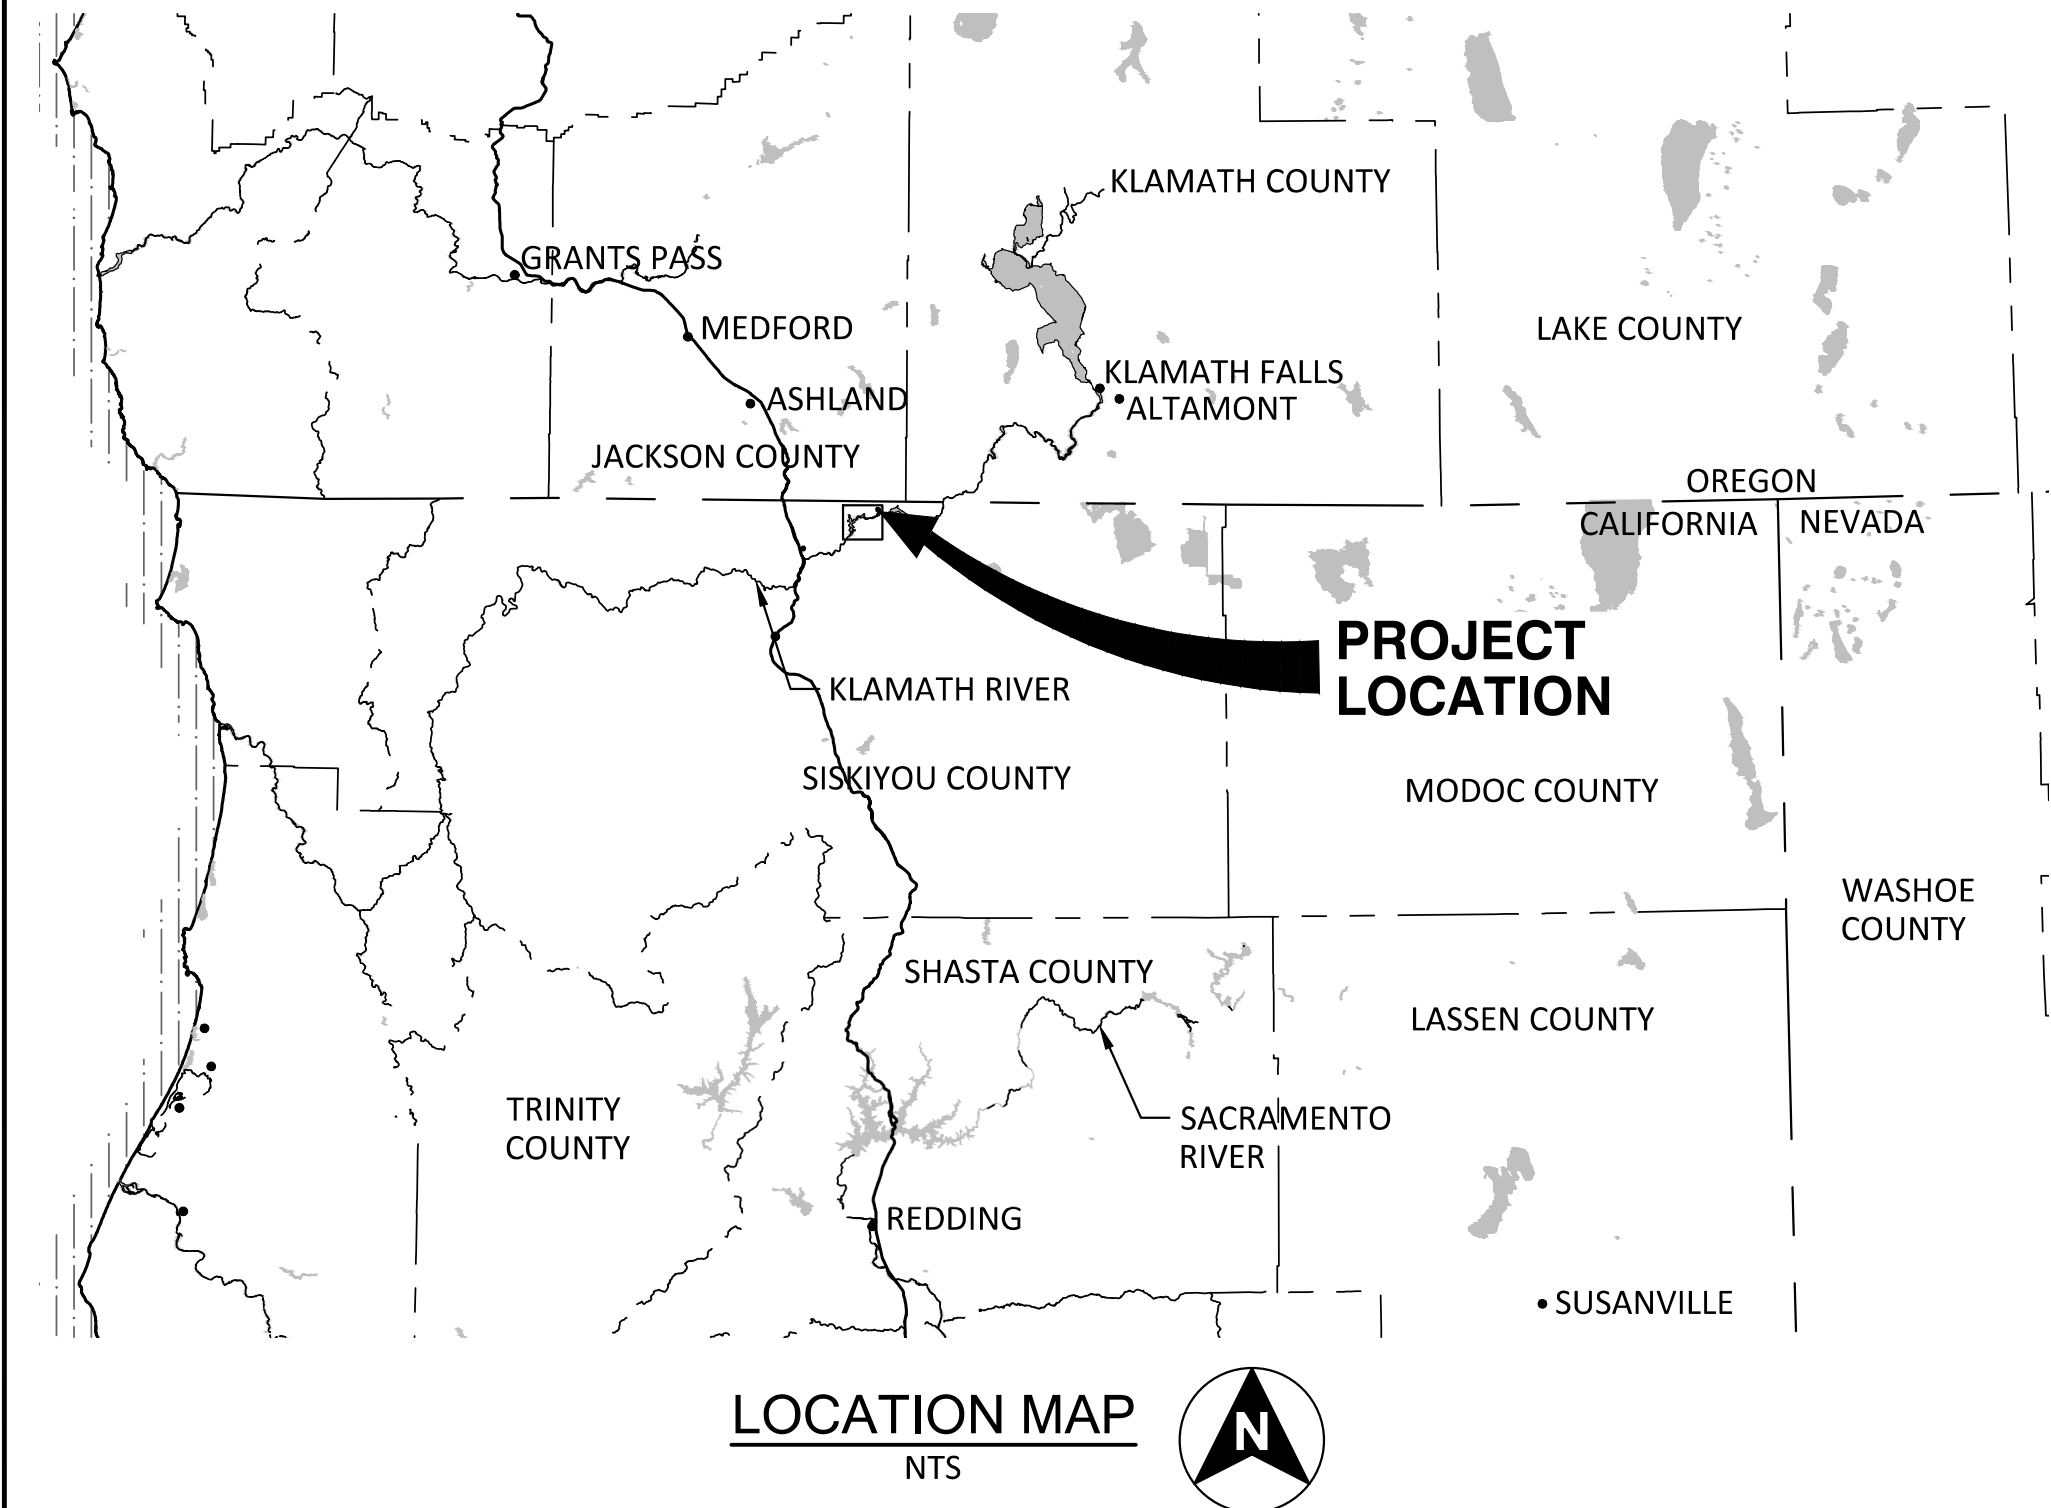 KLAMATH COUNTY
GRANTS PASS
MEDFORD
LAKE COUNTY
KLAMATH FALLS
ASHLAND
ALTAMONT
JACKSON COUNTY
OREGON
CALIFORNIA
NEVADA
PROJECT
LOCATION
KLAMATH RIVER
SISKIYOU COUNTY
MODOC COUNTY
WASHOE
COUNTY
SHASTA COUNTY
LASSEN COUNTY
TRINITY
COUNTY
SACRAMENTO
RIVER
REDDING
SUSANVILLE
LOCATION MAP
NTS
N